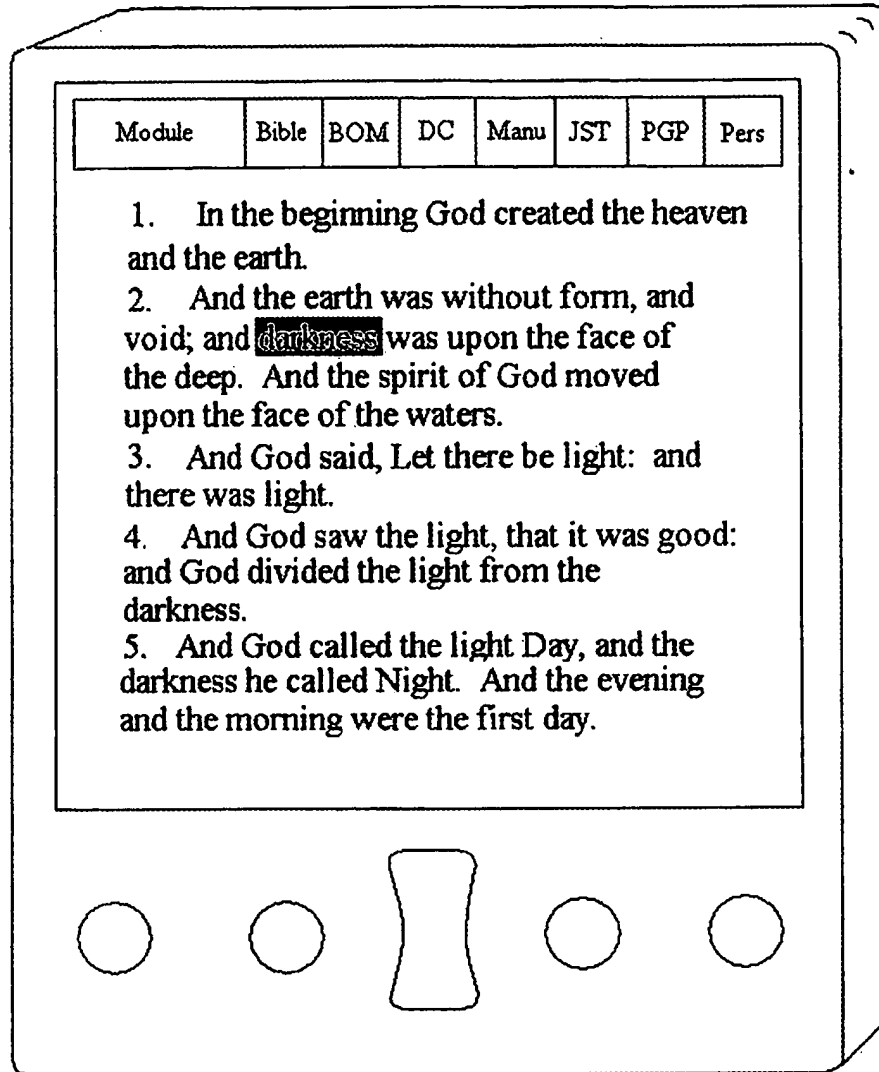 Module Bible BOM DC Manu JST PGP Pers
1. In the beginning God created the heaven
and the earth.
2. And the earth was without form, and
void; and darkness was upon the face of
the deep. And the spirit of God moved
upon the face of the waters.
3. And God said, Let there be light: and
there was light.
4. And God saw the light, that it was good:
and God divided the light from the
darkness.
5. And God called the light Day, and the
darkness he called Night. And the evening
and the morning were the first day.